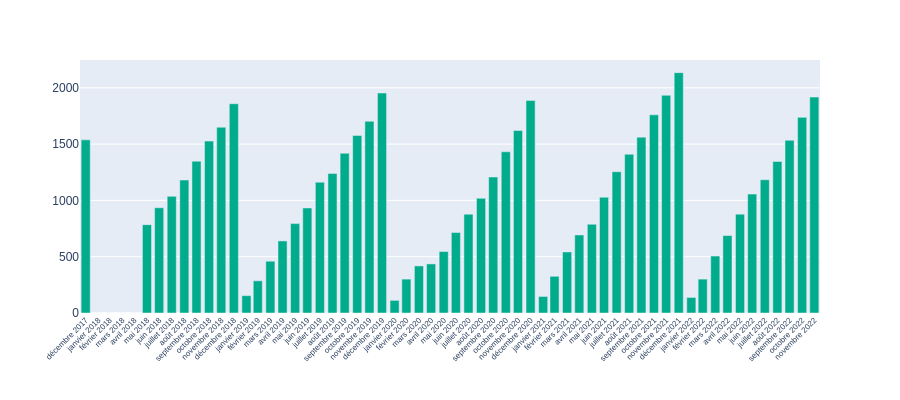 2000
1500
1000
500
0
décembre 2017
janvier 2018
février 2018
mars 2018
avril 2018
mai 2018
juin 2018
juillet 2018
août 2018
septembre 2018
octobre 2018
novembre 2018
décembre 2018
janvier 2019
février 2019
mars 2019
avril 2019
mai 2019
juin 2019
juillet 2019
août 2019
septembre 2019
octobre 2019
novembre 2019
décembre 2019
janvier 2020
février 2020
mars 2020
avril 2020
mai 2020
juin 2020
juillet 2020
août 2020
septembre 2020
octobre 2020
novembre 2020
décembre 2020
janvier 2021
février 2021
mars 2021
avril 2021
mai 2021
juin 2021
juillet 2021
août 2021
septembre 2021
octobre 2021
novembre 2021
décembre 2021
janvier 2022
février 2022
mars 2022
avril 2022
mai 2022
juin 2022
juillet 2022
août 2022
septembre 2022
octobre 2022
novembre 2022